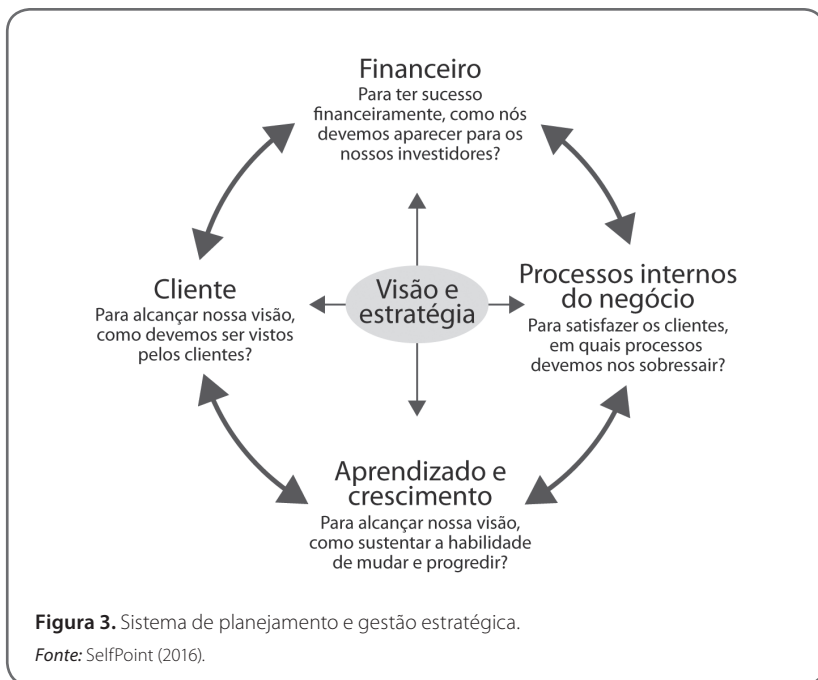 Financeiro
Para ter sucesso
financeiramente, como nós
devemos aparecer para os
nossos investidores?
Cliente
Para alcançar nossa visão,
como devemos ser vistos
pelos clientes?
Visão e
estratégia
Processos internos
do negócio
Para satisfazer os clientes,
em quais processos
devemos nos sobressair?
Aprendizado e
crescimento
Para alcançar nossa visão,
como sustentar a habilidade
de mudar e progredir?
Figura 3. Sistema de planejamento e gestão estratégica.
Fonte: SelfPoint (2016).